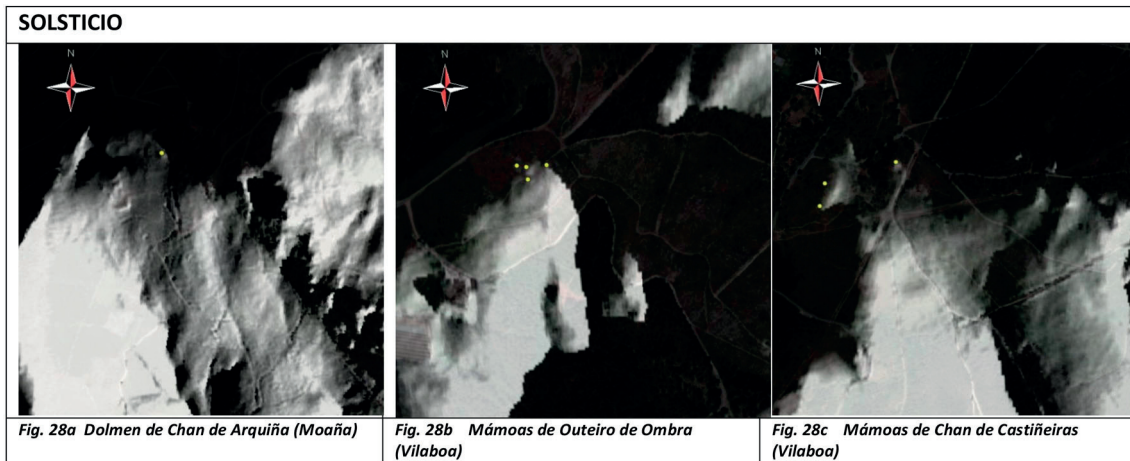 SOLSTICIO
N
N
N
Fig. 28a Dolmen de Chan de Arquiña (Moaña)
Fig. 28b Mámoas de Outeiro de Ombra
(Vilaboa)
Fig. 28c Mámoas de Chan de Castiñeiras
(Vilaboa)